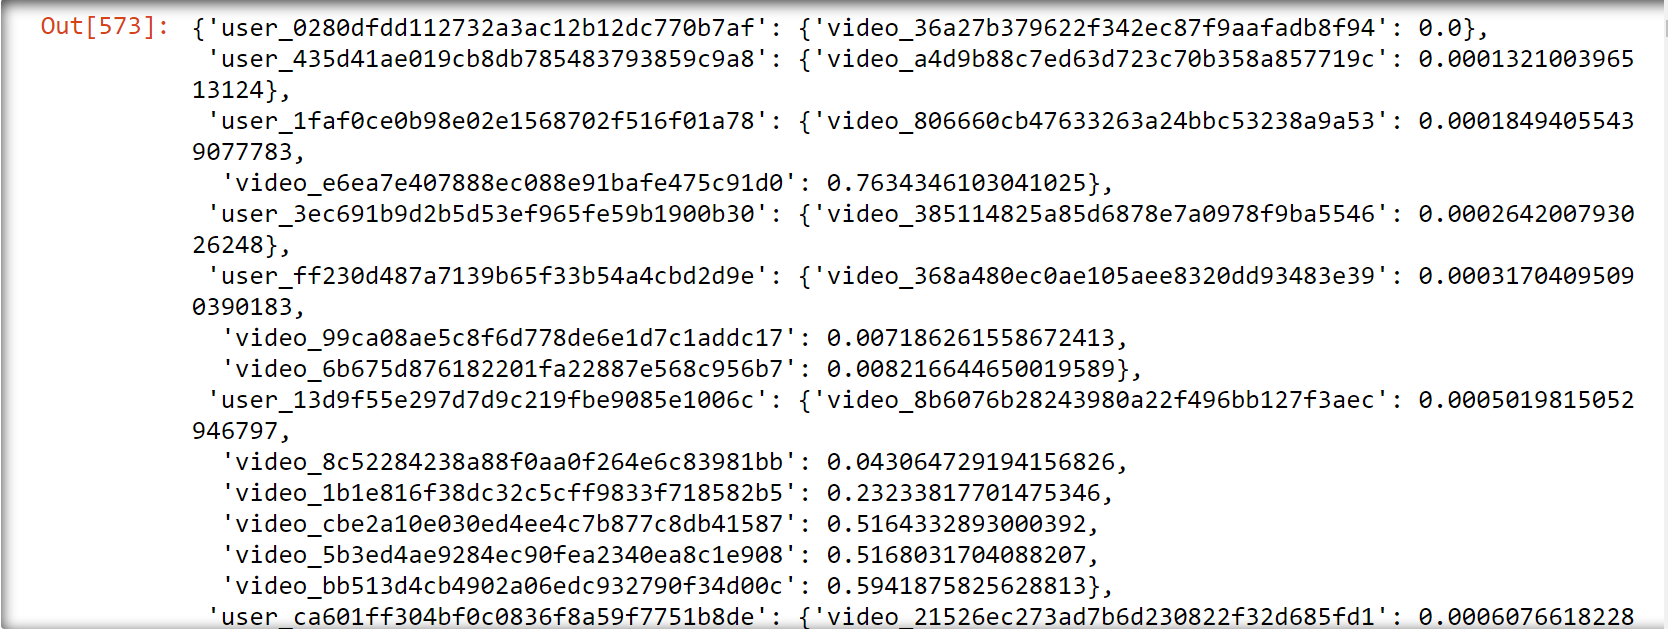 Out[573]: {'user_0280dfdd112732a3ac12b12dc770b7af': {'video_36a27b379622f342ec87f9aafadb8f94': 0.0},
'user_435d41ae019cb8db785483793859c9a8': {'video_a4d9b88c7ed63d723c70b358a857719c': 0.0001321003965
13124},
'user_1faf0ce0b98e02e1568702f516f01a78': {'video_806660cb47633263a24bbc53238a9a53': 0.0001849405543
9077783,
'video_e6ea7e407888ec088e91bafe475c91d0': 0.7634346103041025},
'user_3ec691b9d2b5d53ef965fe59b1900b30': {'video_385114825a85d6878e7a0978f9ba5546': 0.0002642007930
26248},
'user_ff230d487a7139b65f33b54a4cbd2d9e': {'video_368a480ec0ae105aee8320dd93483e39': 0.0003170409509
0390183,
'video_99ca08ae5c8f6d778de6e1d7c1addc17': 0.007186261558672413,
'video_6b675d876182201fa22887e568c956b7': 0.008216644650019589},
'user_13d9f55e297d7d9c219fbe9085e1006c': {'video_8b6076b28243980a22f496bb127f3aec': 0.0005019815052
946797,
'video_8c52284238a88f0aa0f264e6c83981bb': 0.043064729194156826,
'video_1b1e816f38dc32c5cff9833f718582b5': 0.23233817701475346,
'video_cbe2a10e030ed4ee4c7b877c8db41587': 0.5164332893000392,
'video_5b3ed4ae9284ec90fea2340ea8c1e908': 0.5168031704088207,
'video_bb513d4cb4902a06edc932790f34d00c': 0.5941875825628813},
'user_ca601ff304bf0c0836f8a59f7751b8de': {'video_21526ec273ad7b6d230822f32d685fd1': 0.0006076618228